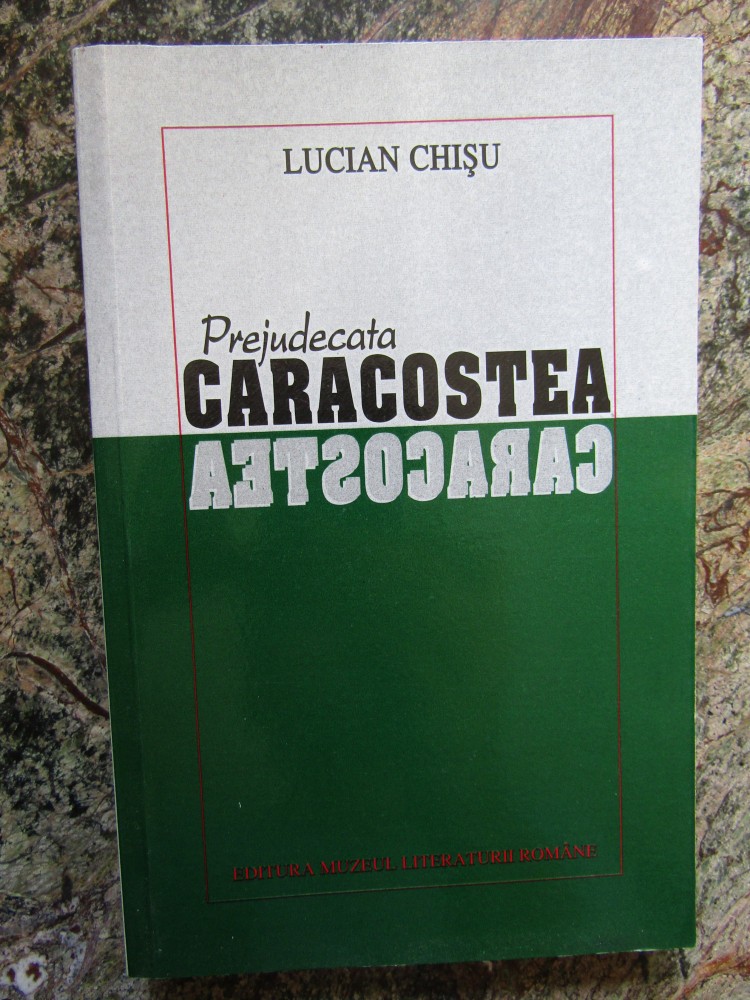 LUCIAN CHIŞU
Prejudecata
CARACOSTEA
CARACOSTEA
EDITURA MUZEUL LITERATURII ROMÂNE